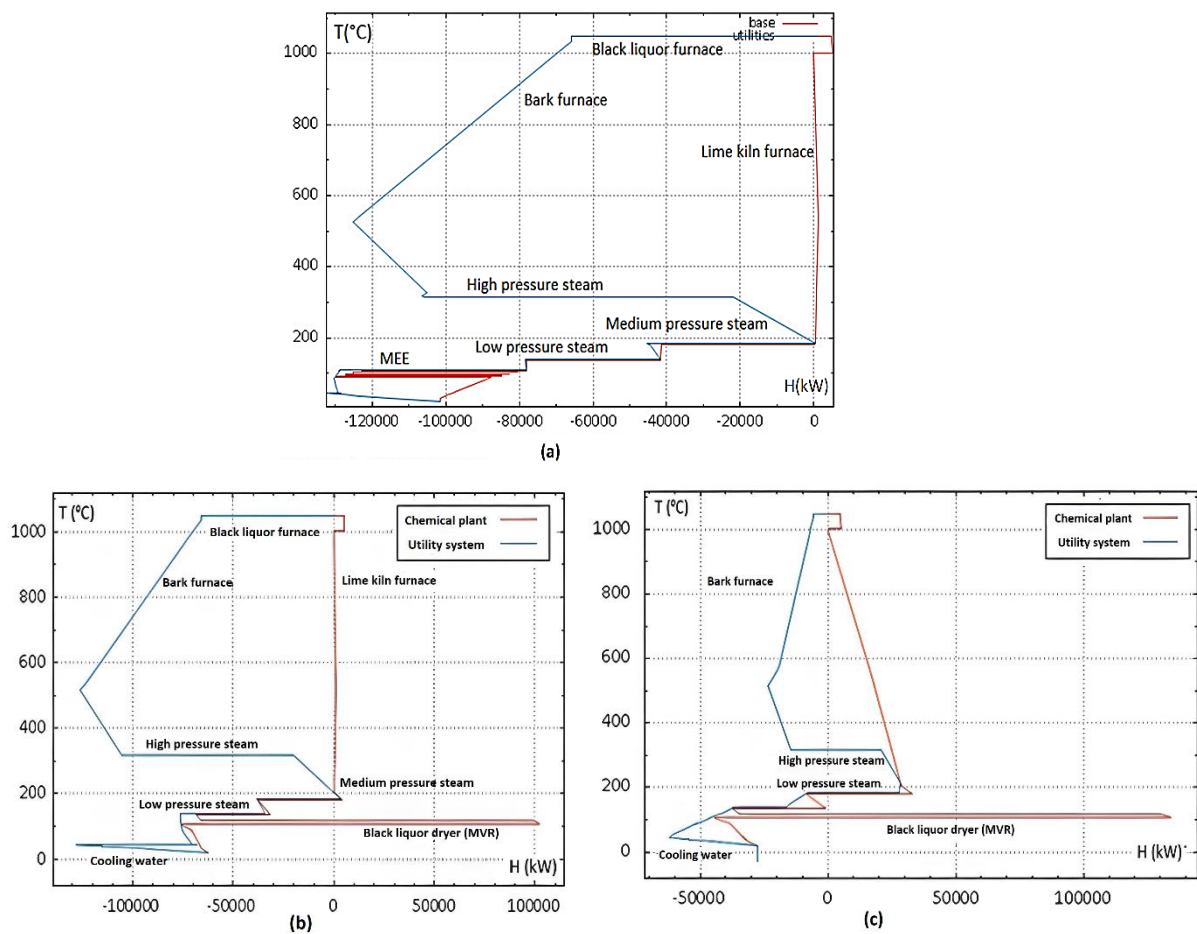 T(°C)
base
utilities
1000
Black liquor furnace
Bark furnace
800
Lime kiln furnace
600
400
High pressure steam
Medium pressure steam
200
Low pressure steam
MEE
H(kW)
-120000 -100000 -80000 -60000 -40000 -20000 0
(a)
T (°C)
Chemical plant
Utility system
1000
Black liquor furnace
Bark furnace
Lime kiln furnace
800
600
400
High pressure steam
Medium pressure steam
200
Low pressure steam
Black liquor dryer (MVR)
0
Cooling water
H (kW)
-100000 -50000 0 50000 100000
(b)
T (°C)
Chemical plant
Utility system
1000
Bark furnace
800
600
400
High pressure steam
Low pressure steam
200
Black liquor dryer (MVR)
0
Cooling water
H (kW)
-50000 0 50000 100000
(c)